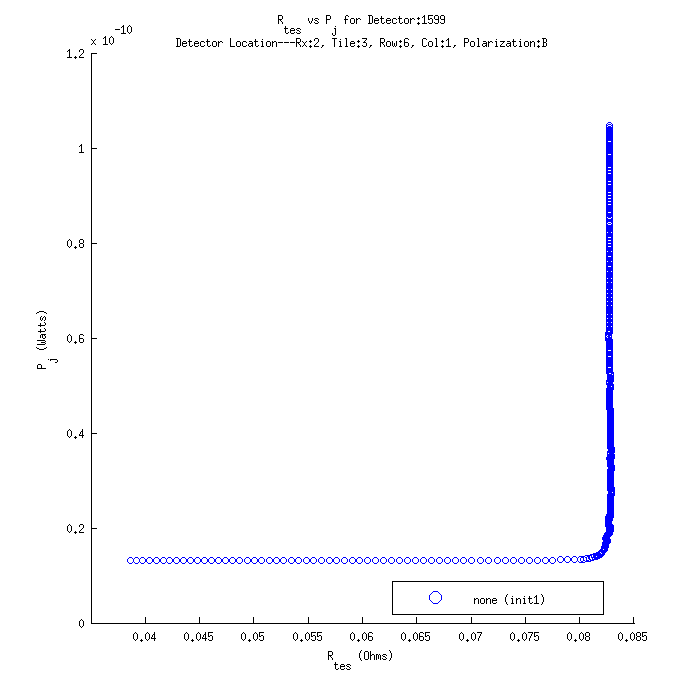 R_tes vs P_j for Detector:1599
Detector Location---Rx:2, Tile:3, Row:6, Col:1, Polarization:B
x 10^-10
1.2
1
0.8
0.6
0.4
0.2
0
P_j (Watts)
none (init1)
0.04 0.045 0.05 0.055 0.06 0.065 0.07 0.075 0.08 0.085
R_tes (Ohms)